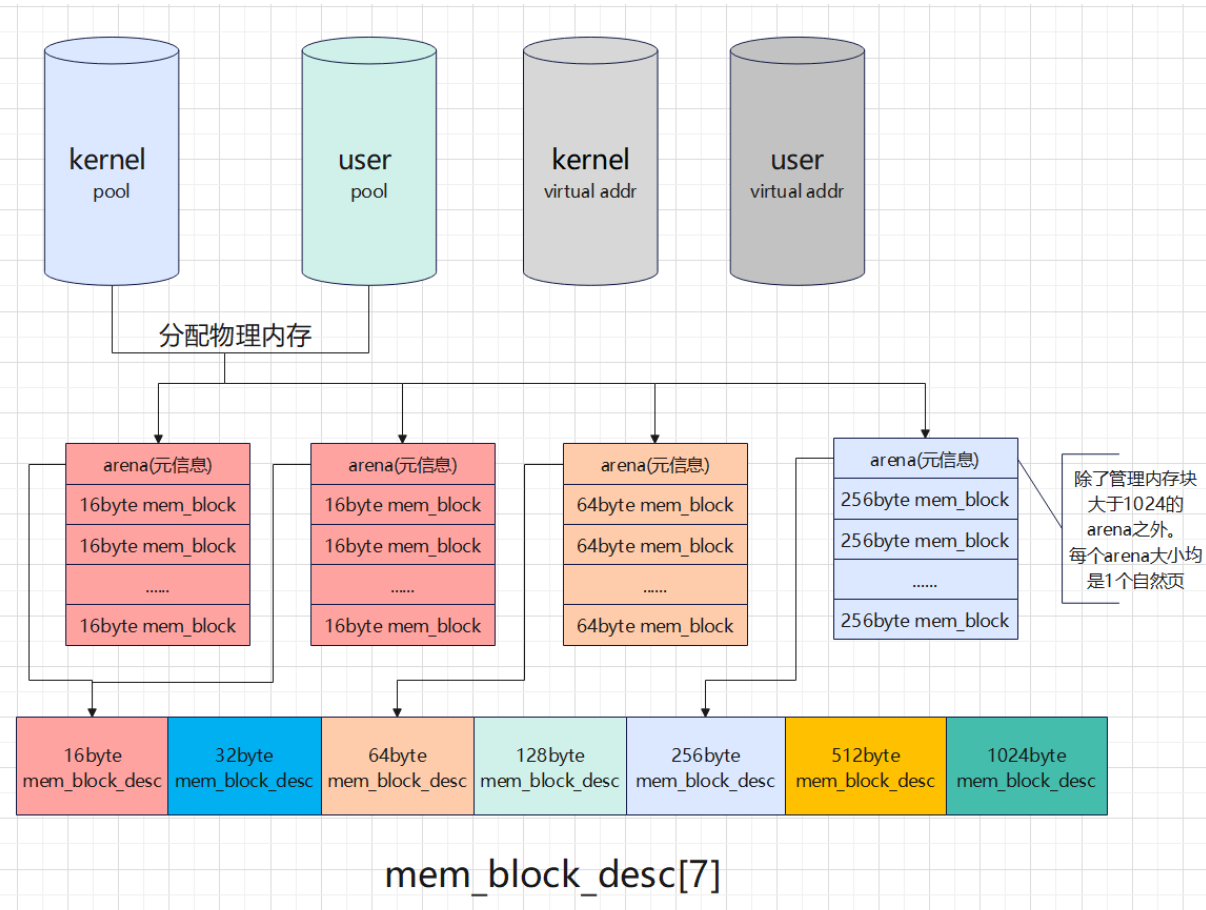 kernel
pool
user
pool
kernel
virtual addr
user
virtual addr
分配物理内存
arena(元信息)
16byte mem_block
16byte mem_block
......
16byte mem_block
arena(元信息)
16byte mem_block
16byte mem_block
......
16byte mem_block
arena(元信息)
64byte mem_block
64byte mem_block
......
64byte mem_block
arena(元信息)
256byte mem_block
256byte mem_block
......
256byte mem_block
除了管理内存块
大于1024的
arena之外。
每个arena大小均
是1个自然页
16byte
mem_block_desc
32byte
mem_block_desc
64byte
mem_block_desc
128byte
mem_block_desc
256byte
mem_block_desc
512byte
mem_block_desc
1024byte
mem_block_desc
mem_block_desc[7]